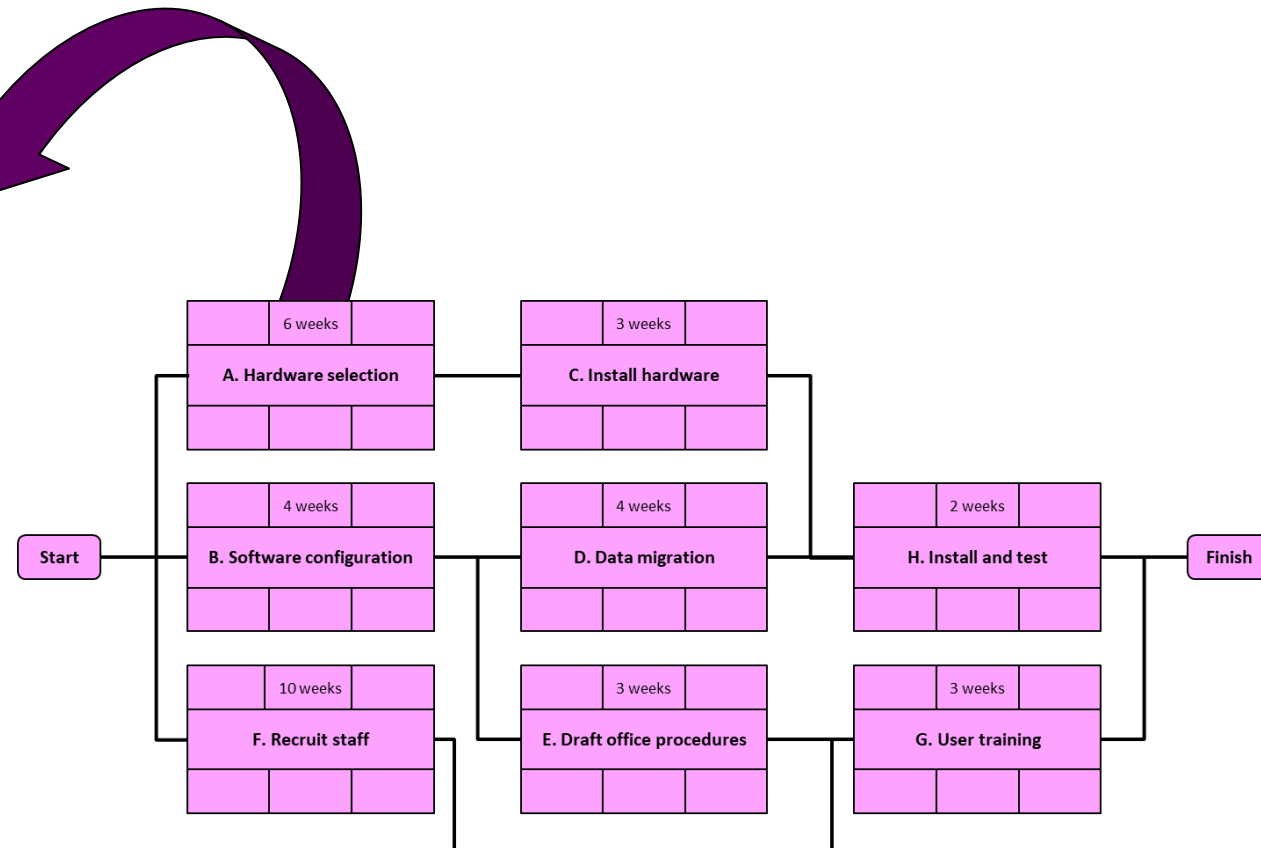 6 weeks
3 weeks
A. Hardware selection
C. Install hardware
4 weeks
4 weeks
2 weeks
Start
B. Software configuration
D. Data migration
H. Install and test
Finish
10 weeks
3 weeks
3 weeks
F. Recruit staff
E. Draft office procedures
G. User training